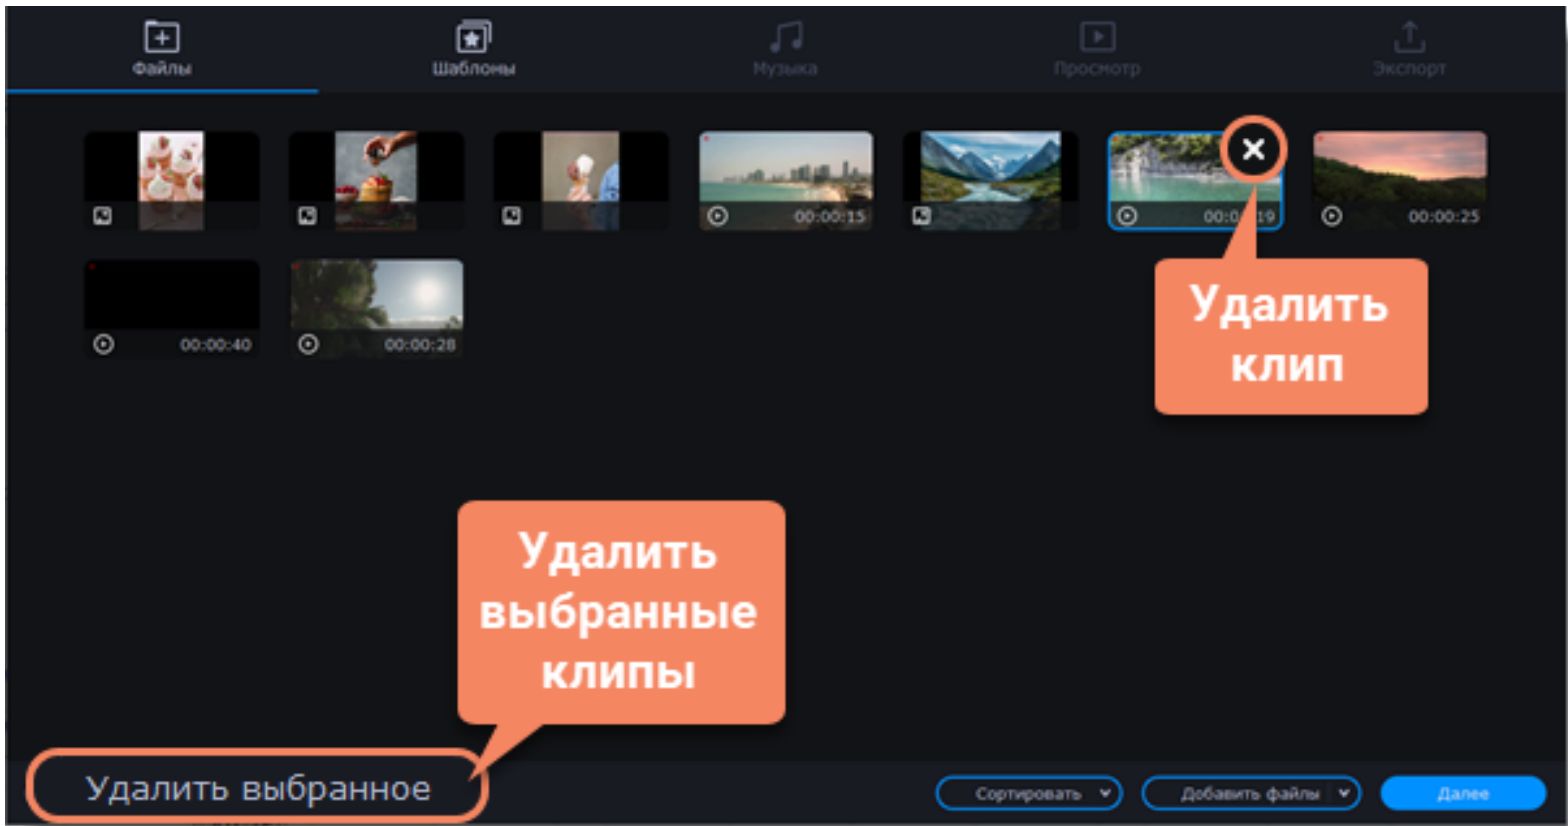 Файлы
Шаблоны
Музыка
Просмотр
Экспорт
00:00:15
00:00:25
Удалить
клип
00:00:40
00:00:28
Удалить
выбранные
клипы
Удалить выбранное
Сортировать
Добавить файлы
Далее